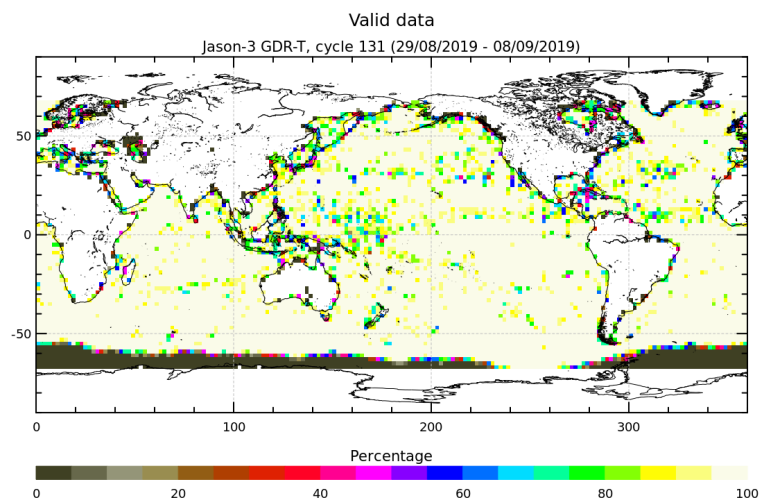 Valid data
Jason-3 GDR-T, cycle 131 (29/08/2019 - 08/09/2019)
50
0
-50
0 100 200 300
Percentage
0 20 40 60 80 100